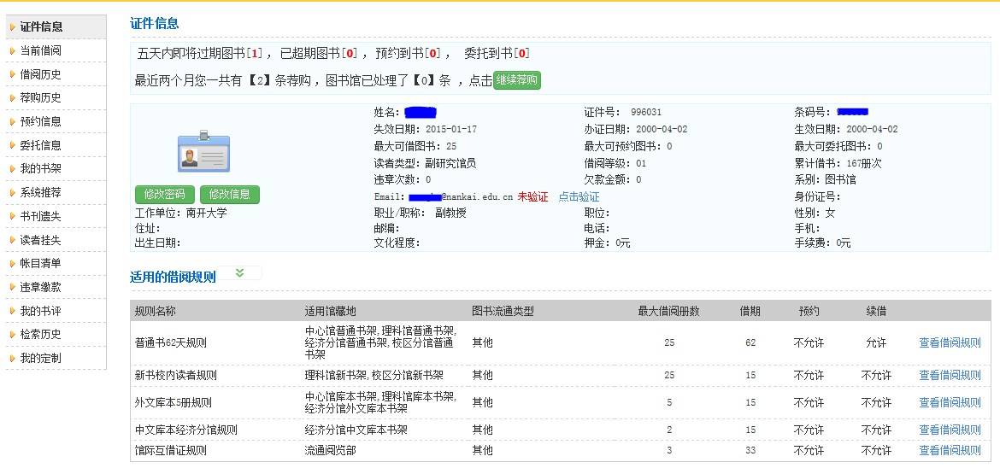 证件信息
当前借阅
借阅历史
荐购历史
预约信息
委托信息
我的书架
系统推荐
书刊遗失
读者挂失
帐目清单
违章缴款
我的书评
检索历史
我的定制
证件信息
五天内即将过期图书[1] , 已超期图书[0] , 预约到书[0] , 委托到书[0]
最近两个月您一共有 【2】条荐购 , 图书馆已处理了【0】条 , 点击继续荐购
姓名: 证件号: 996031 条码号:
失效日期: 2015-01-17 办证日期: 2000-04-02 生效日期: 2000-04-02
最大可借图书: 25 最大可预约图书: 0 最大可委托图书: 0
读者类型: 副研究馆员 借阅等级: 01 累计借书: 167册次
违章次数: 0 欠款金额: 0 系别: 图书馆
修改密码 修改信息 Email: @nankai.edu.cn 未验证 点击验证 身份证号:
工作单位: 南开大学 职业/职称: 副教授 职位: 性别: 女
住址: 邮编: 电话: 手机:
出生日期: 文化程度: 押金: 0元 手续费: 0元
适用的借阅规则
规则名称 适用馆藏地 图书流通类型 最大借阅册数 借期 预约 续借
普通书62天规则 中心馆普通书架,理科馆普通书架,
经济分馆普通书架,校区分馆普通
书架 其他 25 62 不允许 允许 查看借阅规则
新书校内读者规则 理科馆新书架,校区分馆新书架 其他 25 15 不允许 不允许 查看借阅规则
外文库本5册规则 中心馆库本书架,理科馆库本书架,
经济分馆外文库本书架 其他 5 15 不允许 不允许 查看借阅规则
中文库本经济分馆规则 经济分馆中文库本书架 其他 2 15 不允许 不允许 查看借阅规则
馆际互借证规则 流通阅览部 其他 3 33 不允许 不允许 查看借阅规则